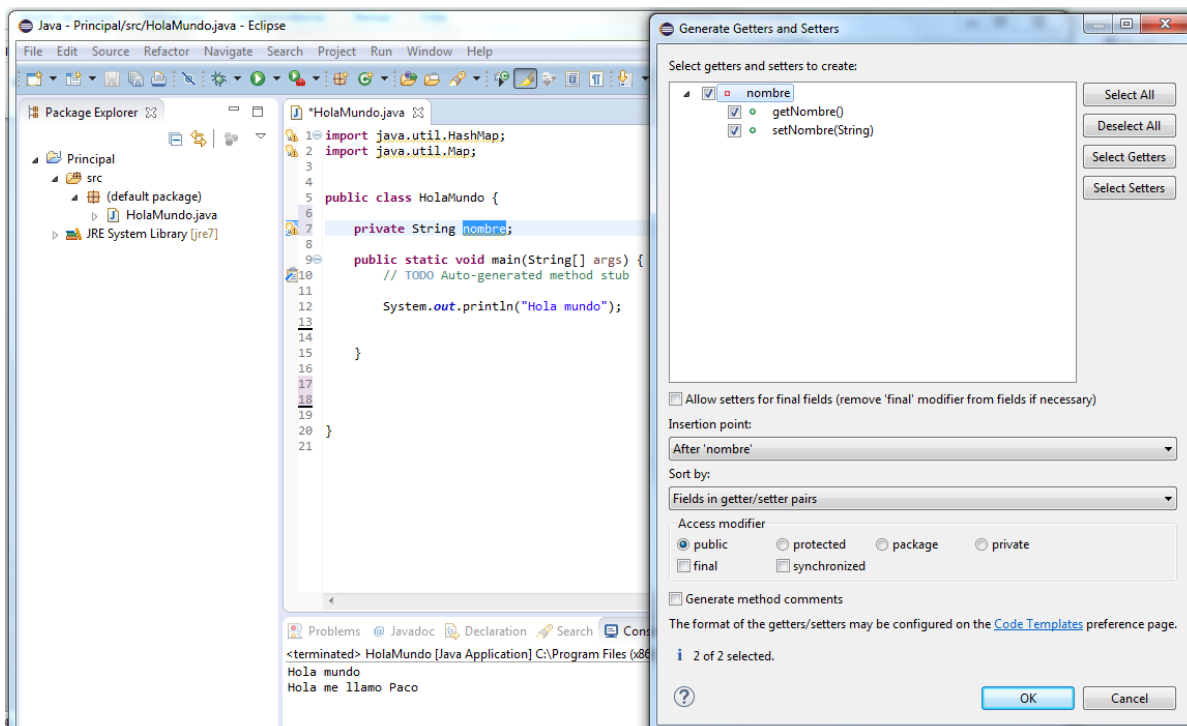 Java - Principal/src/HolaMundo.java - Eclipse
File Edit Source Refactor Navigate Search Project Run Window Help
Package Explorer
Principal
src
(default package)
HolaMundo.java
JRE System Library [jre7]
*HolaMundo.java
1 import java.util.HashMap;
2 import java.util.Map;
3
4
5 public class HolaMundo {
6
7 private String nombre;
8
9 public static void main(String[] args) {
10 // TODO Auto-generated method stub
11
12 System.out.println("Hola mundo");
13
14
15 }
16
17
18
19
20 }
21
Problems @ Javadoc Declaration Search Cons
<terminated> HolaMundo [Java Application] C:\Program Files (x86
Hola mundo
Hola me llamo Paco
Generate Getters and Setters
Select getters and setters to create:
nombre
getNombre()
setNombre(String)
Select All
Deselect All
Select Getters
Select Setters
Allow setters for final fields (remove 'final' modifier from fields if necessary)
Insertion point:
After 'nombre'
Sort by:
Fields in getter/setter pairs
Access modifier
public protected package private
final synchronized
Generate method comments
The format of the getters/setters may be configured on the Code Templates preference page.
i 2 of 2 selected.
?
OK Cancel